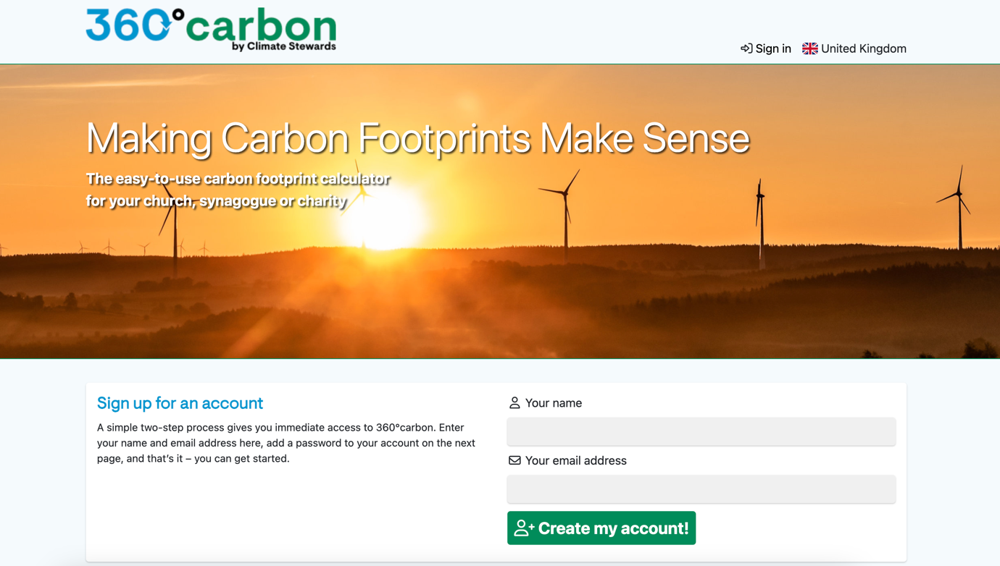 360°carbon
by Climate Stewards
Sign in
United Kingdom
Making Carbon Footprints Make Sense
The easy-to-use carbon footprint calculator
for your church, synagogue or charity
Sign up for an account
A simple two-step process gives you immediate access to 360°carbon. Enter
your name and email address here, add a password to your account on the next
page, and that’s it – you can get started.
Your name
Your email address
Create my account!